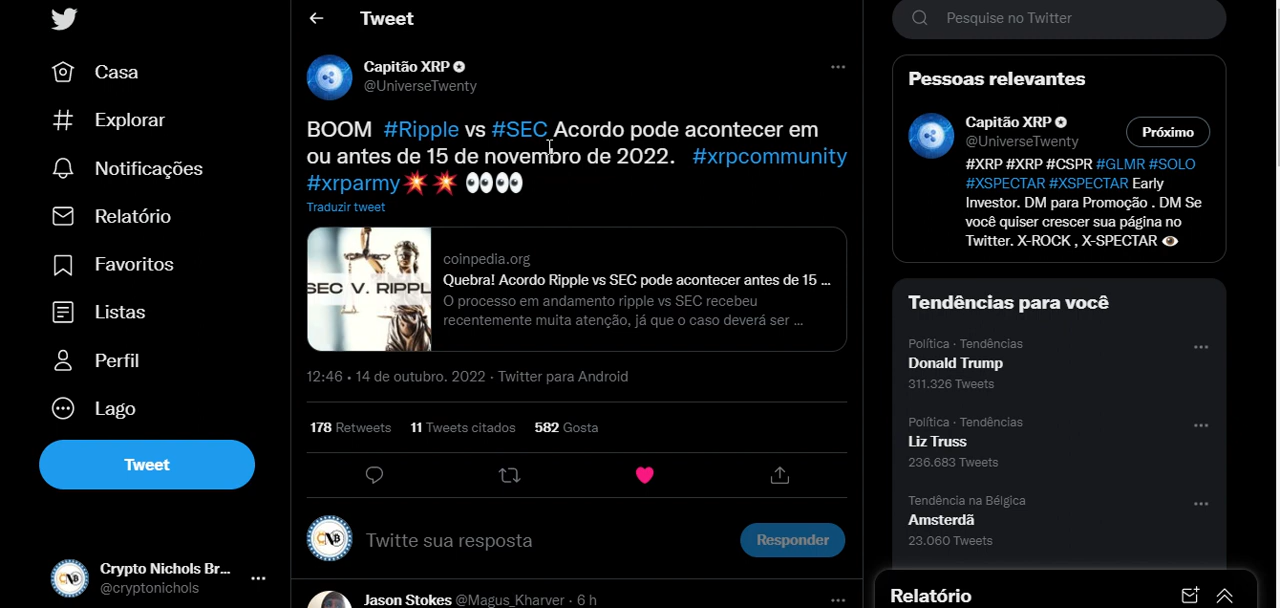 Tweet
Pesquise no Twitter
Casa
Explorar
Notificações
Relatório
Favoritos
Listas
Perfil
Lago
Tweet
Crypto Nichols Br...
@cryptonichols
Capitão XRP
@UniverseTwenty
BOOM #Ripple vs #SEC Acordo pode acontecer em
ou antes de 15 de novembro de 2022. #xrpcommunity
#xrparmy💥💥 👀👀
Traduzir tweet
SEC V. RIPPL
coinpedia.org
Quebra! Acordo Ripple vs SEC pode acontecer antes de 15 ...
O processo em andamento ripple vs SEC recebeu
recentemente muita atenção, já que o caso deverá ser ...
12:46 • 14 de outubro. 2022 · Twitter para Android
178 Retweets 11 Tweets citados 582 Gosta
CNB
Twitte sua resposta
Responder
Jason Stokes @Magus_Kharver · 6 h
Pessoas relevantes
Capitão XRP
@UniverseTwenty
Próximo
#XRP #XRP #CSPR #GLMR #SOLO
#XSPECTAR #XSPECTAR Early
Investor. DM para Promoção . DM Se
você quiser crescer sua página no
Twitter. X-ROCK , X-SPECTAR 👁
Tendências para você
Política · Tendências
Donald Trump
311.326 Tweets
Política · Tendências
Liz Truss
236.683 Tweets
Tendência na Bélgica
Amsterdã
23.060 Tweets
Relatório